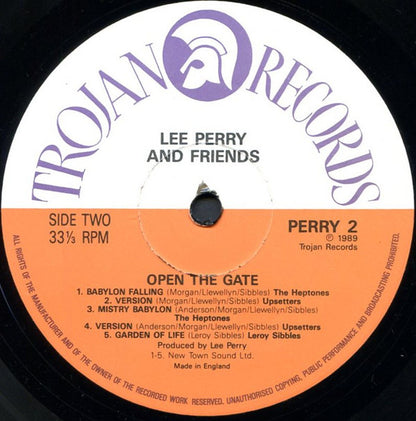 TROJAN RECORDS
LEE PERRY
AND FRIENDS
SIDE TWO
33⅓ RPM
PERRY 2
Ⓟ 1989
Trojan Records
OPEN THE GATE
1. BABYLON FALLING (Morgan/Llewellyn/Sibbles) The Heptones
2. VERSION (Morgan/Llewellyn/Sibbles) Upsetters
3. MISTRY BABYLON (Anderson/Morgan/Llewellyn/Sibbles)
The Heptones
4. VERSION (Anderson/Morgan/Llewellyn/Sibbles) Upsetters
5. GARDEN OF LIFE (Leroy Sibbles) Leroy Sibbles
Produced by Lee Perry
1-5. New Town Sound Ltd.
Made in England
ALL RIGHTS OF THE MANUFACTURER AND OF THE OWNER OF THE RECORDED WORK RESERVED. UNAUTHORISED COPYING, PUBLIC PERFORMANCE AND BROADCASTING PROHIBITED.